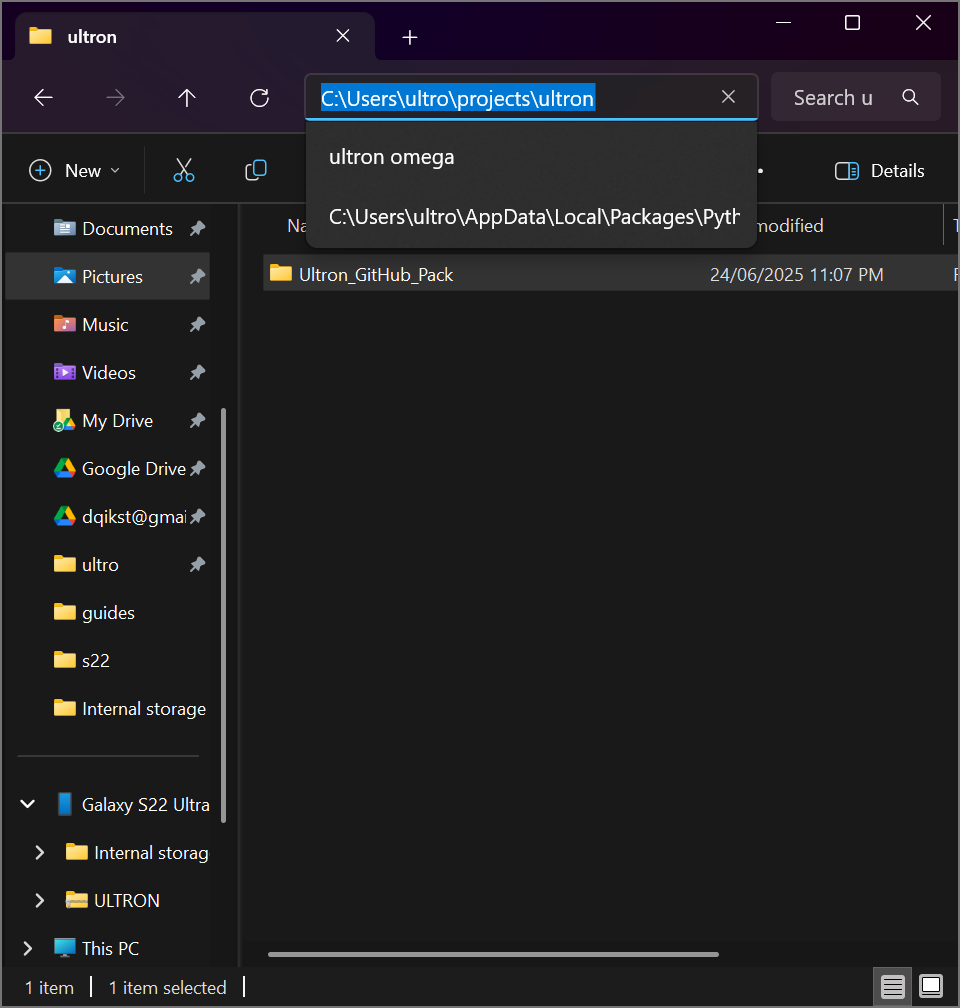 ultron
C:\Users\ultro\projects\ultron
Search u
ultron omega
C:\Users\ultro\AppData\Local\Packages\Pyth
New
Details
Na
modified
Ultron_GitHub_Pack 24/06/2025 11:07 PM
Documents
Pictures
Music
Videos
My Drive
Google Drive
dqikst@gmai
ultro
guides
s22
Internal storage
Galaxy S22 Ultra
Internal storag
ULTRON
This PC
1 item
1 item selected